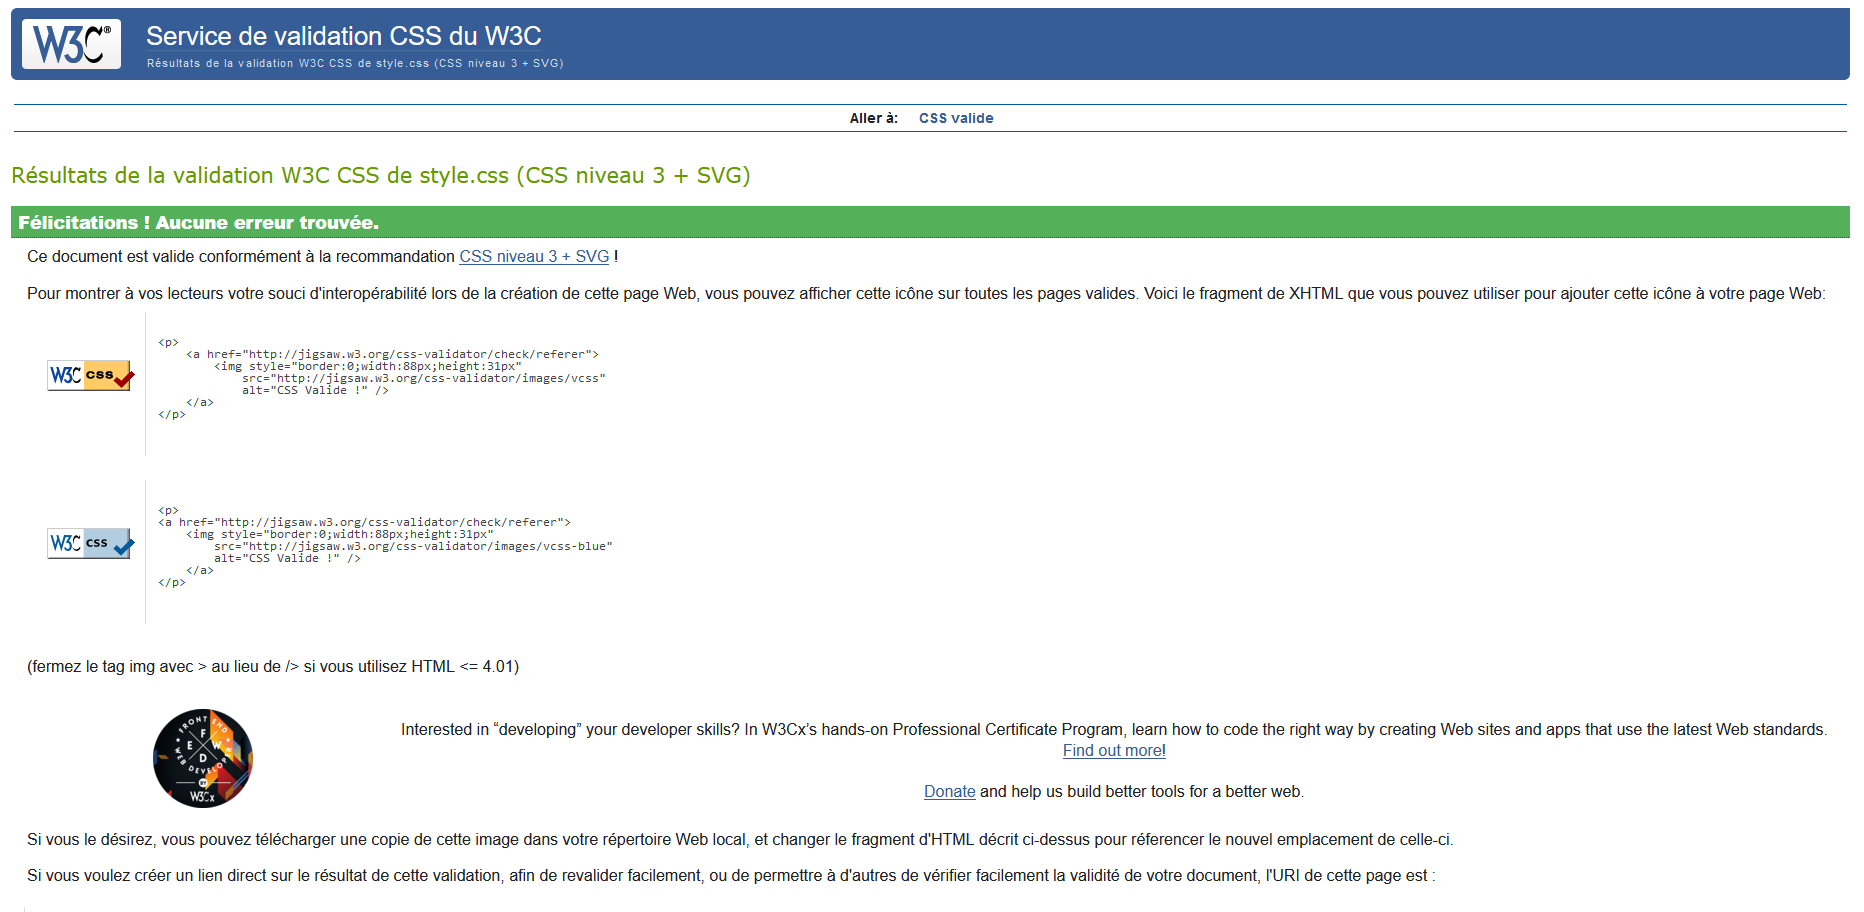 W3C®
Service de validation CSS du W3C
Résultats de la validation W3C CSS de style.css (CSS niveau 3 + SVG)
Aller à: CSS valide
Résultats de la validation W3C CSS de style.css (CSS niveau 3 + SVG)
Félicitations ! Aucune erreur trouvée.
Ce document est valide conformément à la recommandation CSS niveau 3 + SVG !
Pour montrer à vos lecteurs votre souci d'interopérabilité lors de la création de cette page Web, vous pouvez afficher cette icône sur toutes les pages valides. Voici le fragment de XHTML que vous pouvez utiliser pour ajouter cette icône à votre page Web:
W3C css
<p>
    <a href="http://jigsaw.w3.org/css-validator/check/referer">
        <img style="border:0;width:88px;height:31px"
            src="http://jigsaw.w3.org/css-validator/images/vcss"
            alt="CSS Valide !" />
    </a>
</p>
W3C css
<p>
<a href="http://jigsaw.w3.org/css-validator/check/referer">
    <img style="border:0;width:88px;height:31px"
        src="http://jigsaw.w3.org/css-validator/images/vcss-blue"
        alt="CSS Valide !" />
    </a>
</p>
(fermez le tag img avec > au lieu de /> si vous utilisez HTML <= 4.01)
FRONT END
F E W D
WEB DEVELOPER
BY
W3Cx
Interested in “developing” your developer skills? In W3Cx’s hands-on Professional Certificate Program, learn how to code the right way by creating Web sites and apps that use the latest Web standards.
Find out more!
Donate and help us build better tools for a better web.
Si vous le désirez, vous pouvez télécharger une copie de cette image dans votre répertoire Web local, et changer le fragment d'HTML décrit ci-dessus pour réferencer le nouvel emplacement de celle-ci.
Si vous voulez créer un lien direct sur le résultat de cette validation, afin de revalider facilement, ou de permettre à d'autres de vérifier facilement la validité de votre document, l'URI de cette page est :